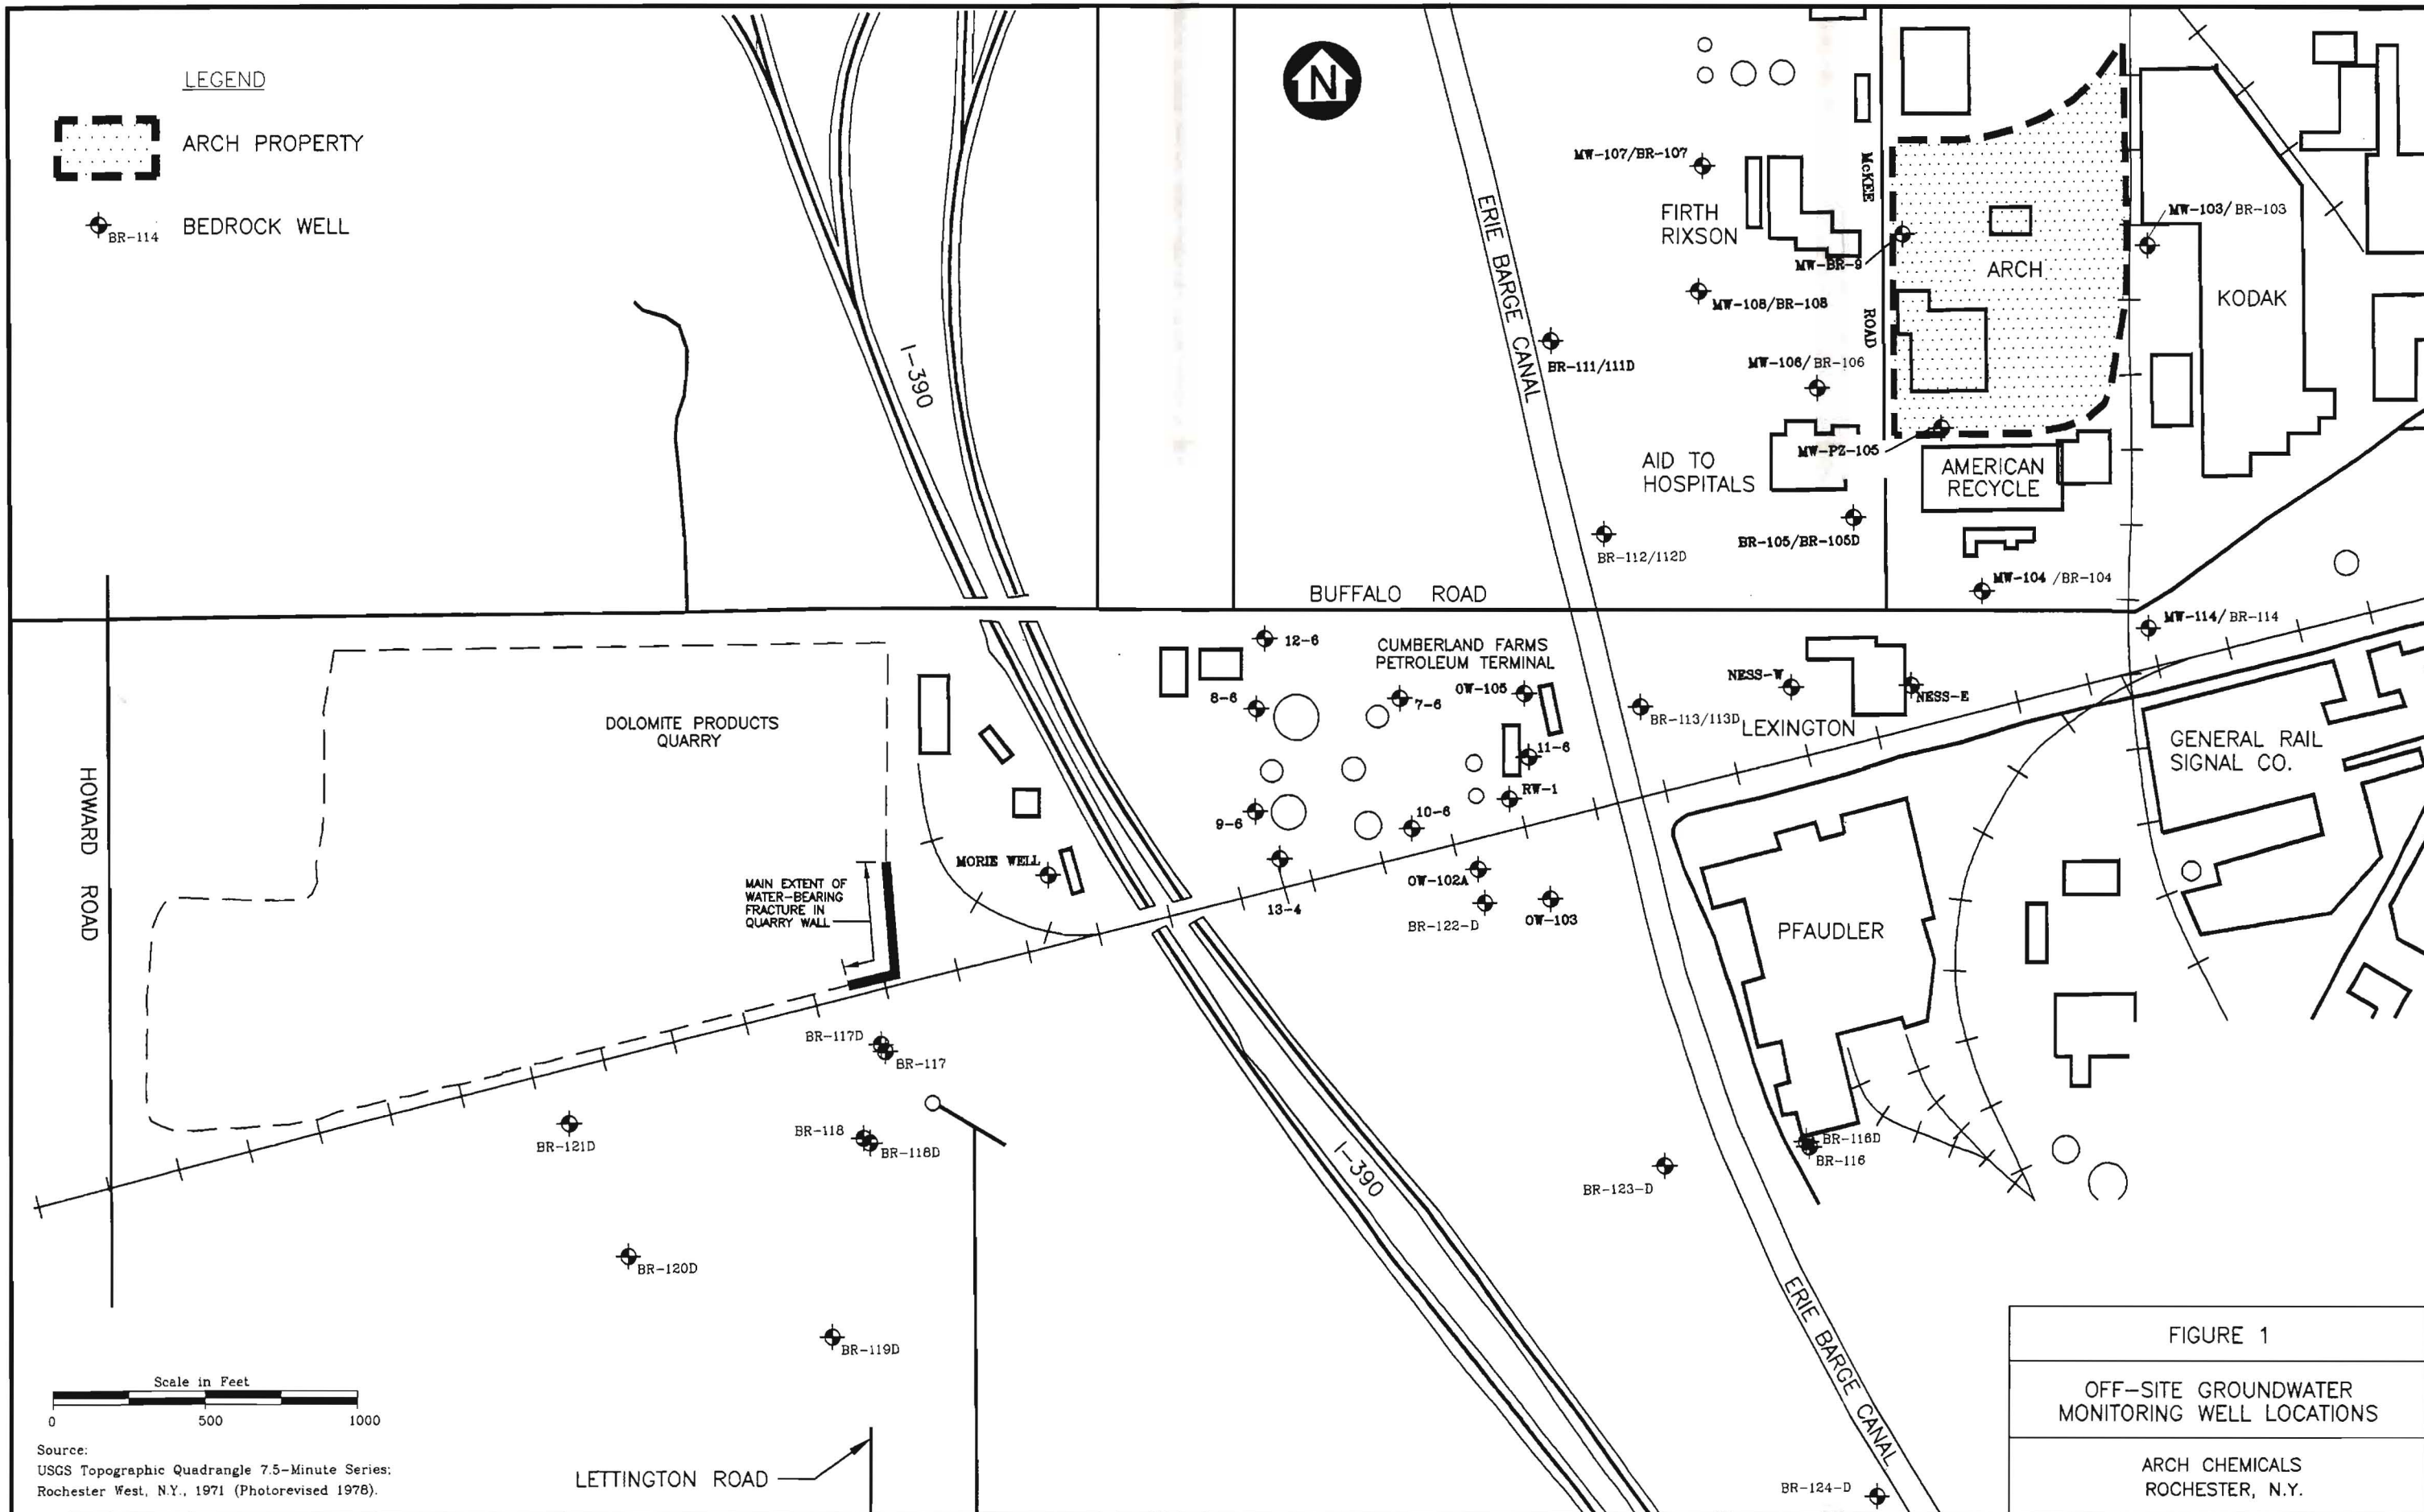 LEGEND
ARCH PROPERTY
BR-114
BEDROCK WELL
N
I-390
ERIE BARGE CANAL
MW-107/BR-107
FIRTH
RIXSON
McKEE
ROAD
MW-BR-9
MW-108/BR-108
BR-111/111D
MW-106/BR-106
ARCH
MW-103/BR-103
KODAK
AID TO
HOSPITALS
MW-PZ-105
AMERICAN
RECYCLE
BR-105/BR-105D
BR-112/112D
MW-104 /BR-104
BUFFALO ROAD
MW-114/BR-114
HOWARD ROAD
DOLOMITE PRODUCTS
QUARRY
12-6
CUMBERLAND FARMS
PETROLEUM TERMINAL
8-6
7-6
OW-105
BR-113/113D
NESS-W
NESS-E
LEXINGTON
11-6
RW-1
9-6
10-6
GENERAL RAIL
SIGNAL CO.
MORIE WELL
MAIN EXTENT OF
WATER-BEARING
FRACTURE IN
QUARRY WALL
13-4
OW-102A
BR-122-D
OW-103
PFAUDLER
BR-117D
BR-117
BR-121D
BR-118
BR-118D
I-390
BR-116D
BR-116
BR-123-D
BR-120D
BR-119D
ERIE BARGE CANAL
BR-124-D
Scale in Feet
0 500 1000
Source:
USGS Topographic Quadrangle 7.5-Minute Series;
Rochester West, N.Y., 1971 (Photorevised 1978).
LETTINGTON ROAD
FIGURE 1
OFF-SITE GROUNDWATER
MONITORING WELL LOCATIONS
ARCH CHEMICALS
ROCHESTER, N.Y.